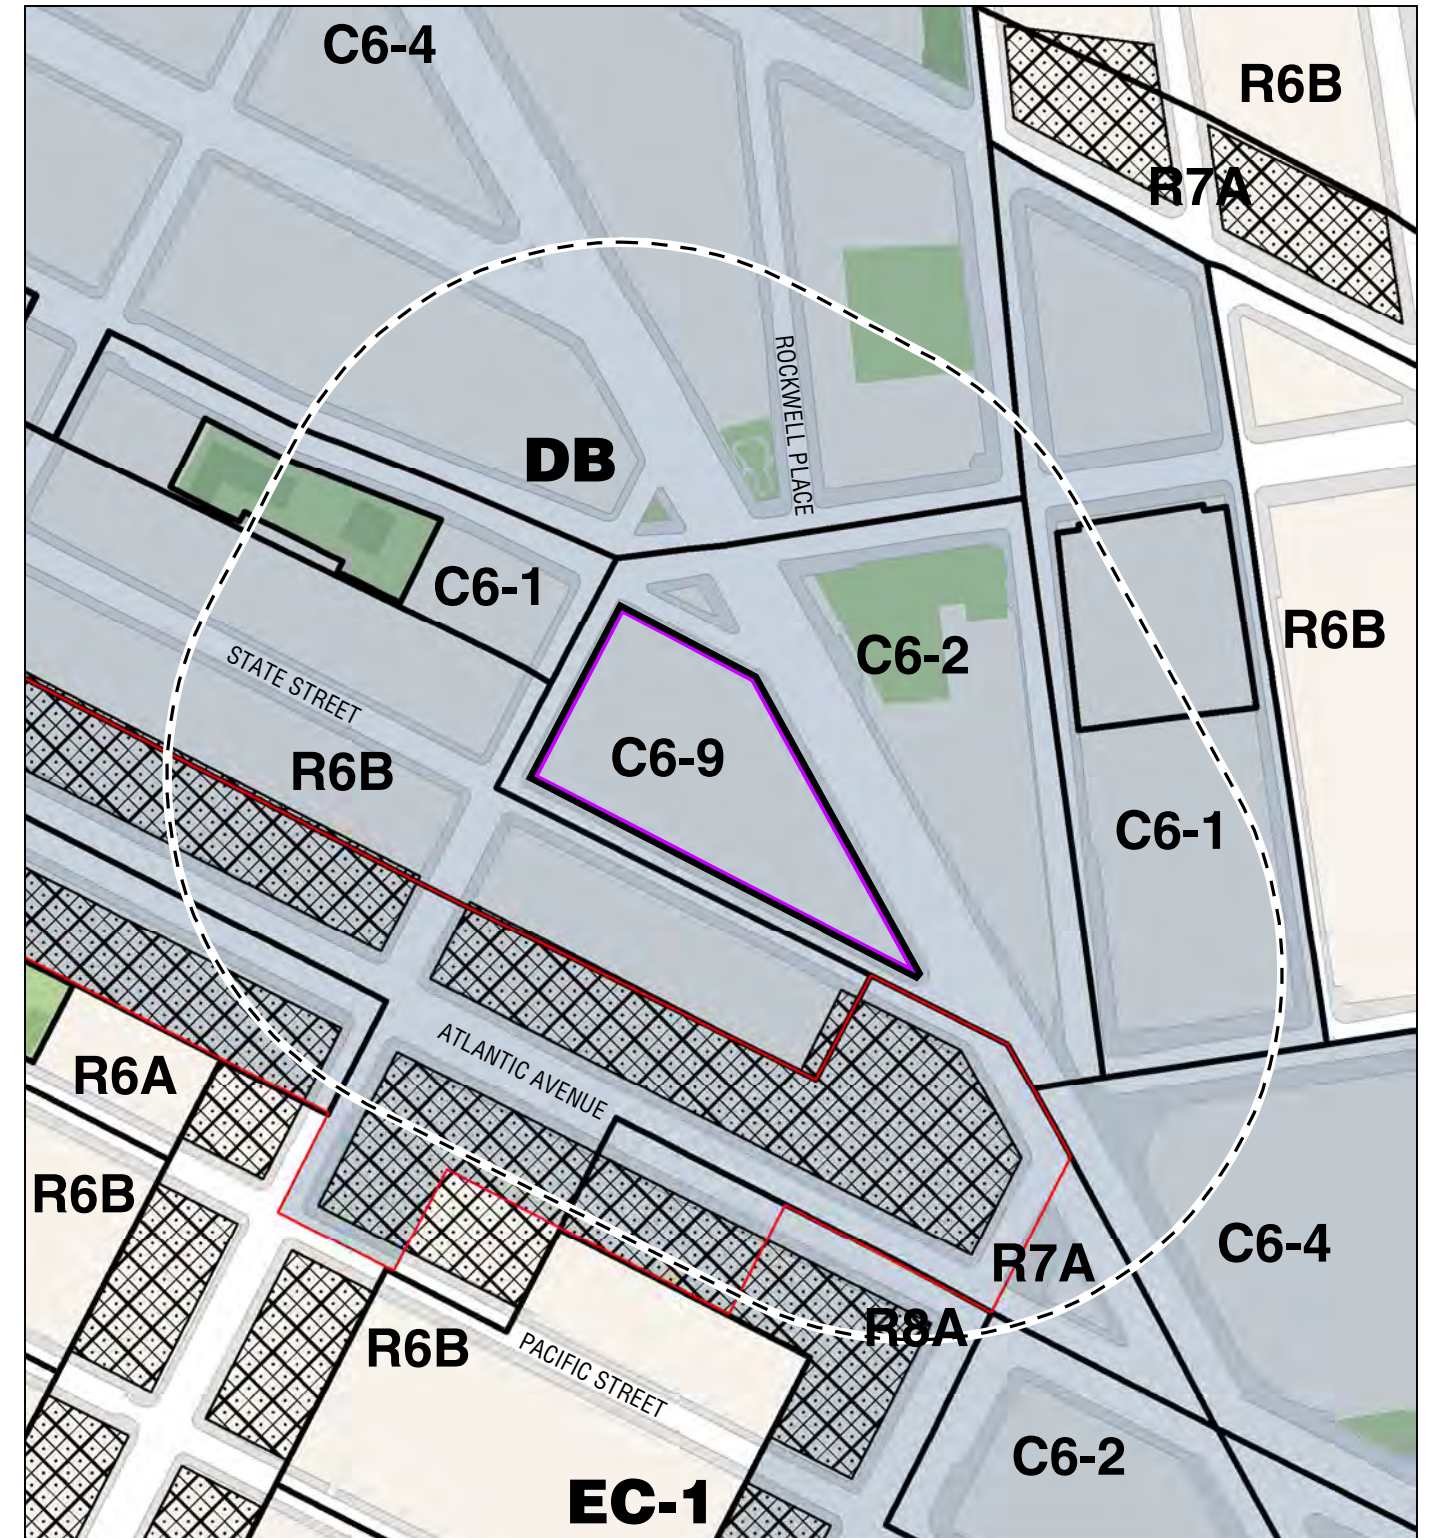 C6-4
R6B
R7A
ROCKWELL PLACE
DB
C6-1
C6-2
R6B
STATE STREET
C6-9
R6B
C6-1
ATLANTIC AVENUE
R6A
R6B
C6-4
R7A
R8A
R6B
PACIFIC STREET
C6-2
EC-1